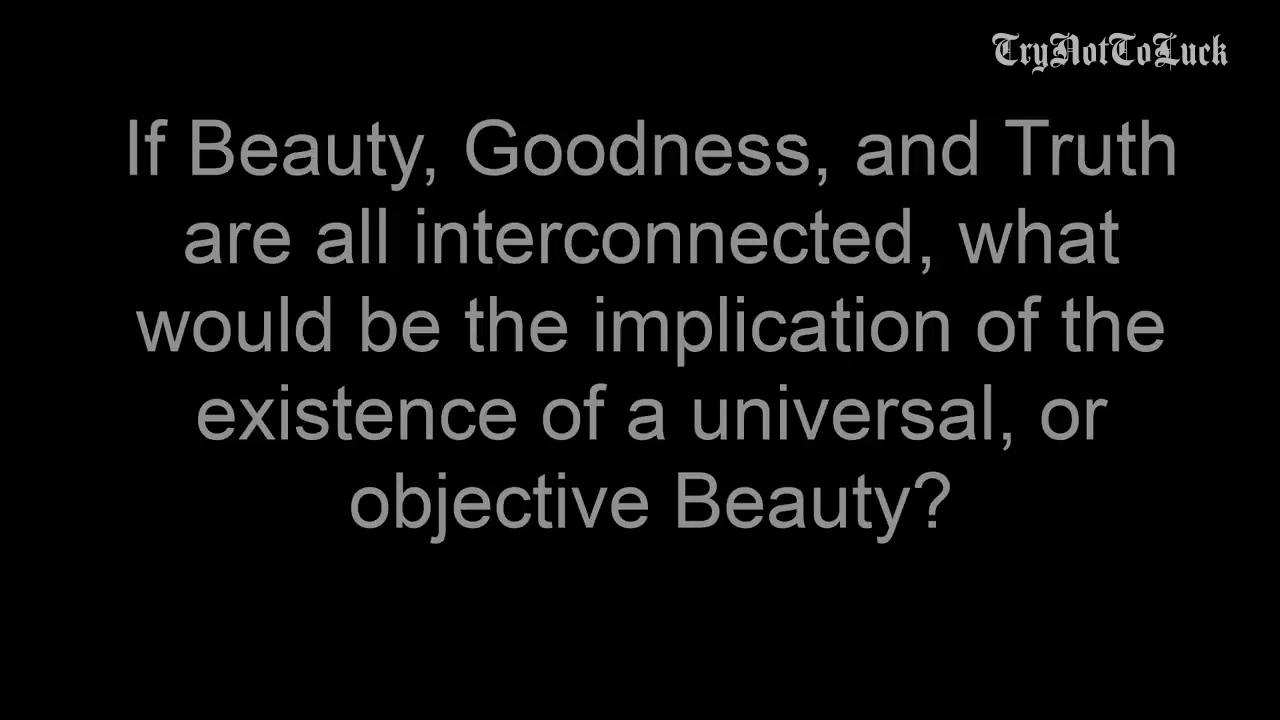 TryNotToLuck
If Beauty, Goodness, and Truth
are all interconnected, what
would be the implication of the
existence of a universal, or
objective Beauty?